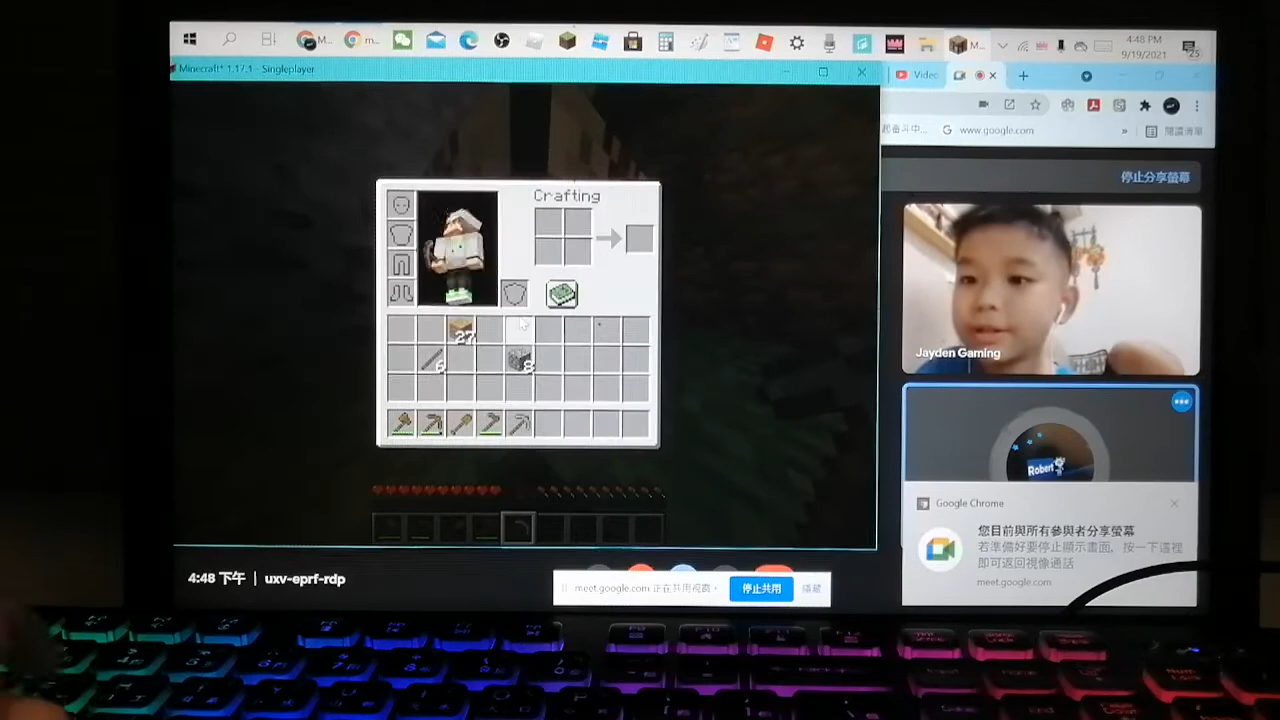 M...
m...
M...
4:48 PM
9/19/2021
25
Minecraft* 1.17.1 - Singleplayer
Video
www.google.com
閱讀清單
停止分享螢幕
Crafting
27
6
8
Jayden Gaming
Robert
Google Chrome
您目前與所有參與者分享螢幕
若準備好要停止顯示畫面，按一下這裡
即可返回視像通話
meet.google.com
4:48 下午 | uxv-eprf-rdp
meet.google.com 正在共用視窗。
停止共用
隱藏